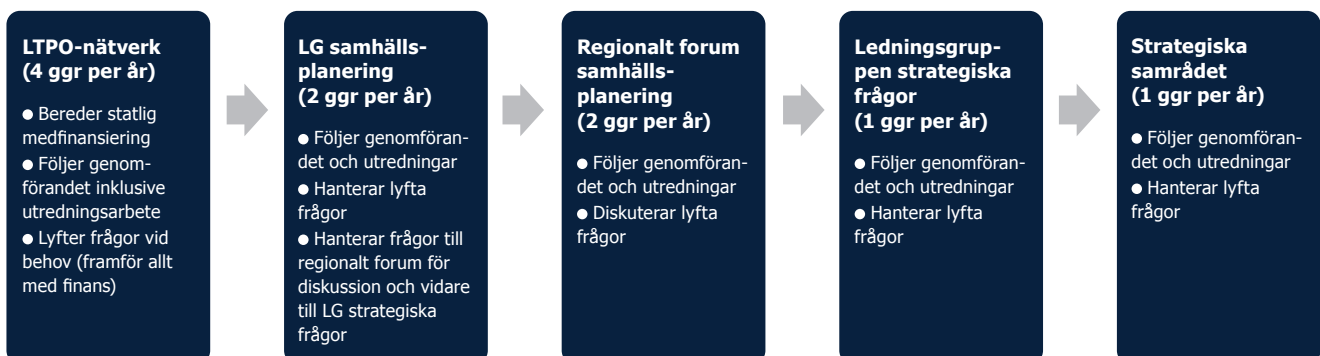 LTPO-nätverk
(4 ggr per år)
● Bereder statlig
medfinansiering
● Följer genom-
förandet inklusive
utredningsarbete
● Lyfter frågor vid
behov (framför allt
med finans)
LG samhälls-
planering
(2 ggr per år)
● Följer genomföran-
det och utredningar
● Hanterar lyfta
frågor
● Hanterar frågor till
regionalt forum för
diskussion och vidare
till LG strategiska
frågor
Regionalt forum
samhälls-
planering
(2 ggr per år)
● Följer genomföran-
det och utredningar
● Diskuterar lyfta
frågor
Ledningsgrup-
pen strategiska
frågor
(1 ggr per år)
● Följer genomföran-
det och utredningar
● Hanterar lyfta
frågor
Strategiska
samrådet
(1 ggr per år)
● Följer genomföran-
det och utredningar
● Hanterar lyfta
frågor